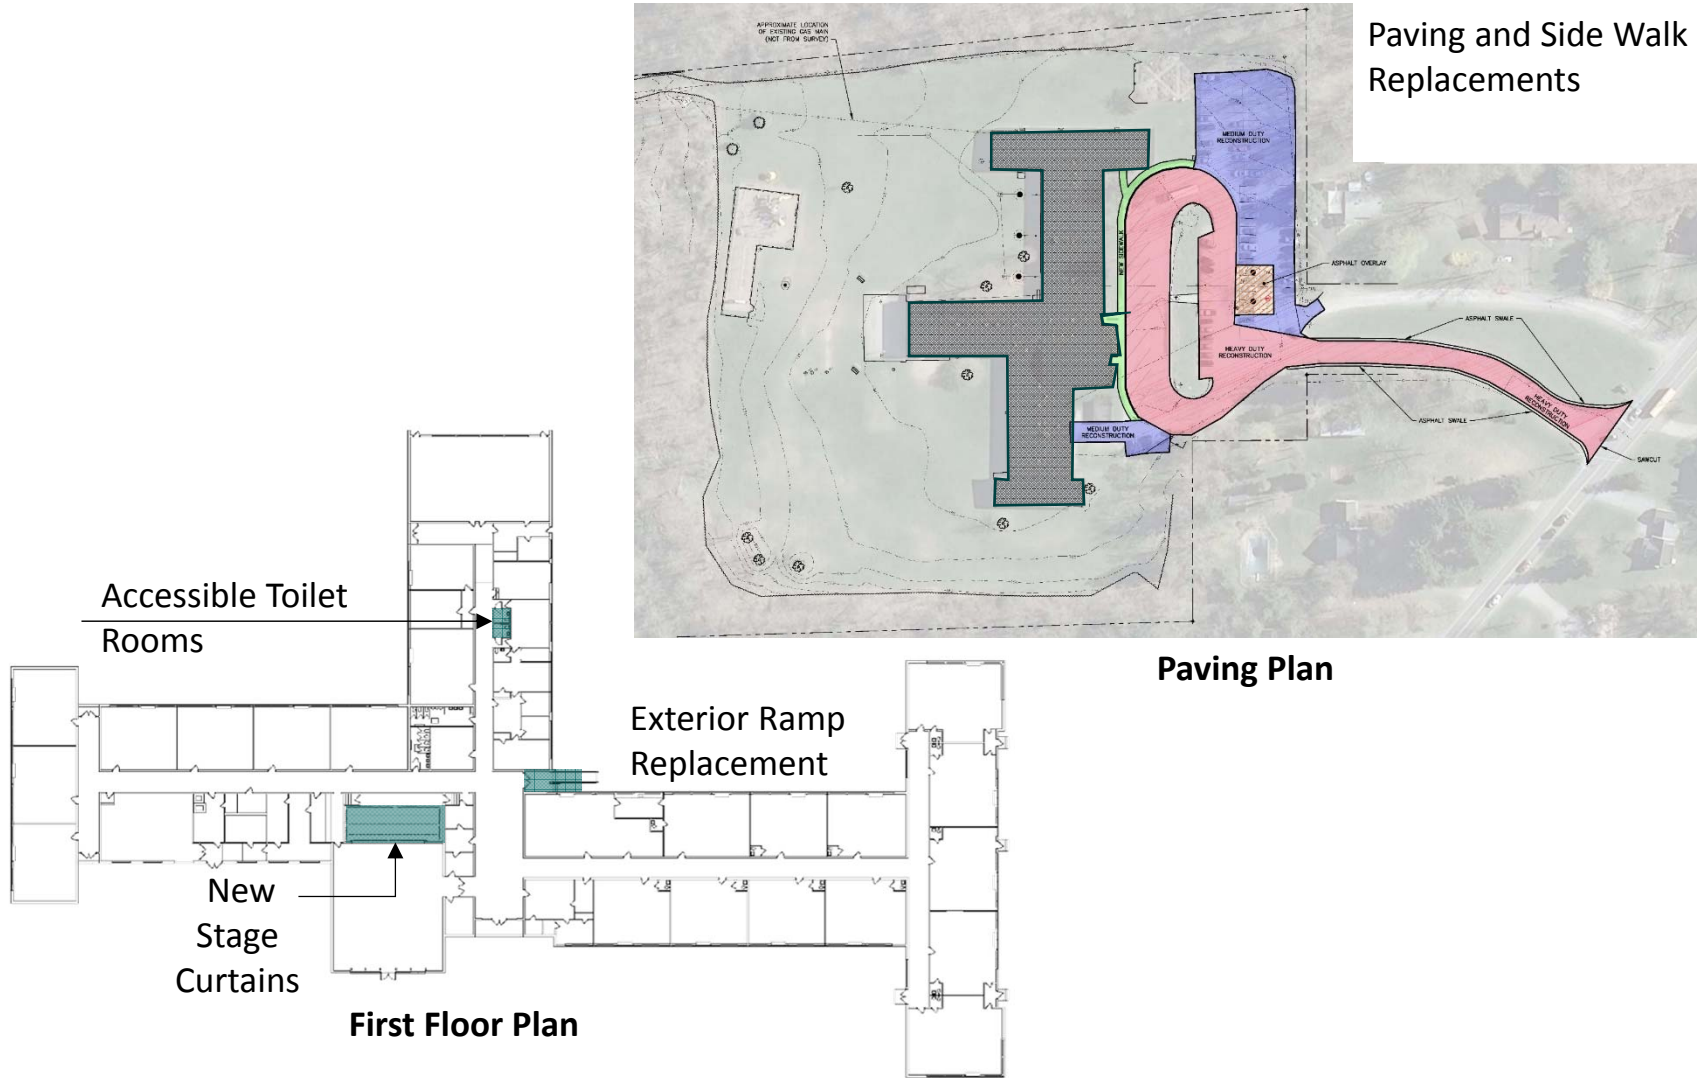 Paving and Side Walk
Replacements
APPROXIMATE LOCATION
OF EXISTING GAS MAIN
(NOT FROM SURVEY)
MEDIUM DUTY
RECONSTRUCTION
NEW SIDEWALK
ASPHALT OVERLAY
ASPHALT SWALE
HEAVY DUTY
RECONSTRUCTION
HEAVY DUTY
RECONSTRUCTION
ASPHALT SWALE
MEDIUM DUTY
RECONSTRUCTION
SAWCUT
Paving Plan
Accessible Toilet
Rooms
Exterior Ramp
Replacement
New
Stage
Curtains
First Floor Plan